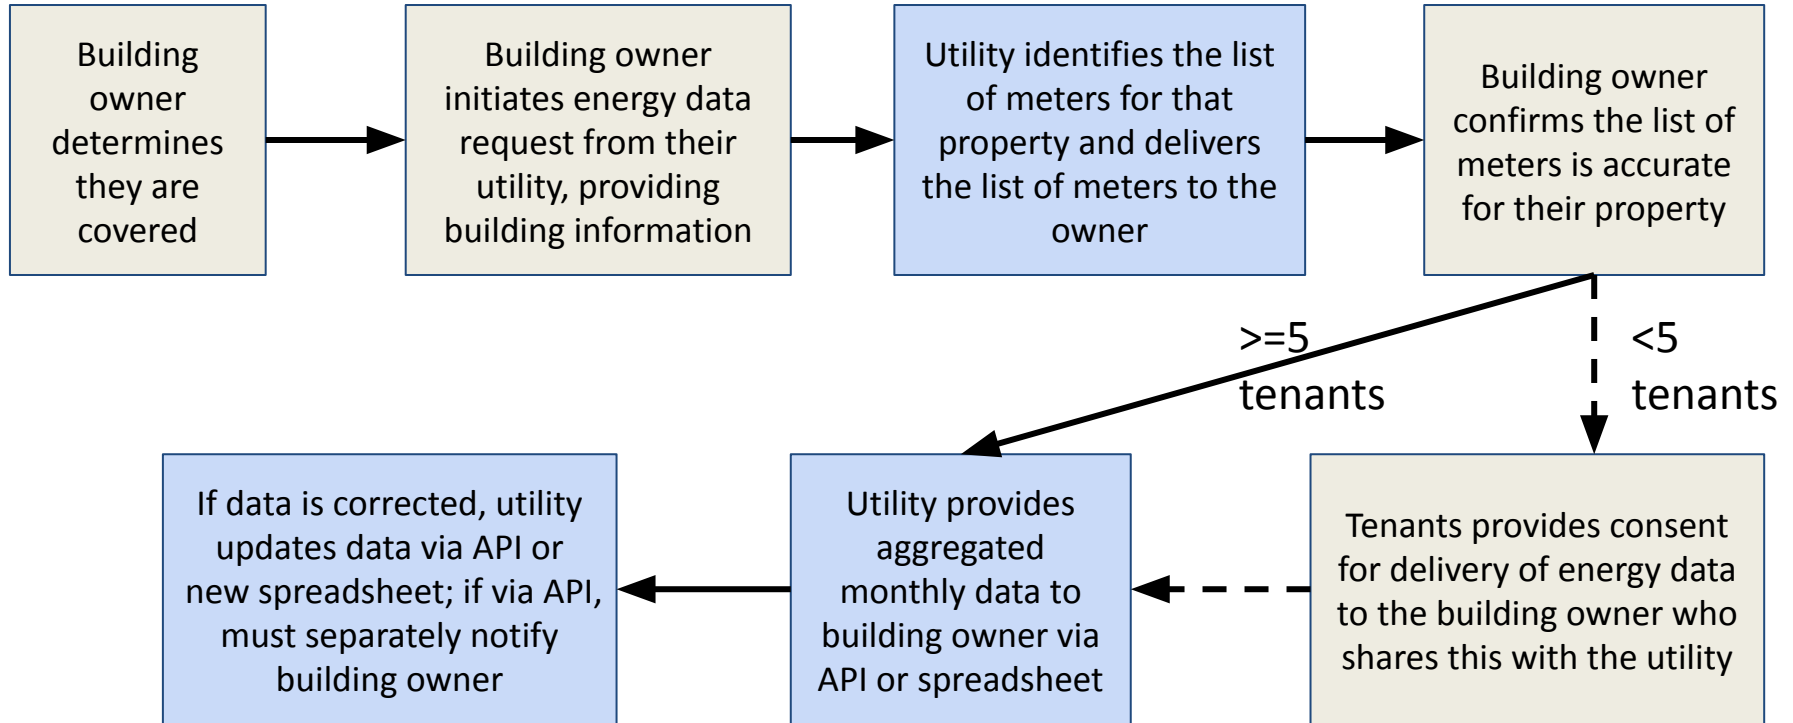 Building
owner
determines
they are
covered
Building owner
initiates energy data
request from their
utility, providing
building information
Utility identifies the list
of meters for that
property and delivers
the list of meters to the
owner
Building owner
confirms the list of
meters is accurate
for their property
>=5
tenants
<5
tenants
If data is corrected, utility
updates data via API or
new spreadsheet; if via API,
must separately notify
building owner
Utility provides
aggregated
monthly data to
building owner via
API or spreadsheet
Tenants provides consent
for delivery of energy data
to the building owner who
shares this with the utility